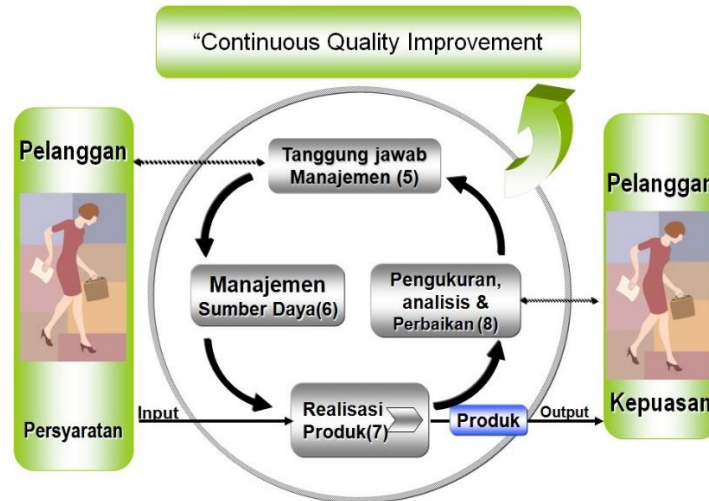 “Continuous Quality Improvement
Pelanggan
Persyaratan
Tanggung jawab
Manajemen (5)
Manajemen
Sumber Daya(6)
Pengukuran,
analisis &
Perbaikan (8)
Input
Realisasi
Produk(7)
Produk
Output
Pelanggan
Kepuasan